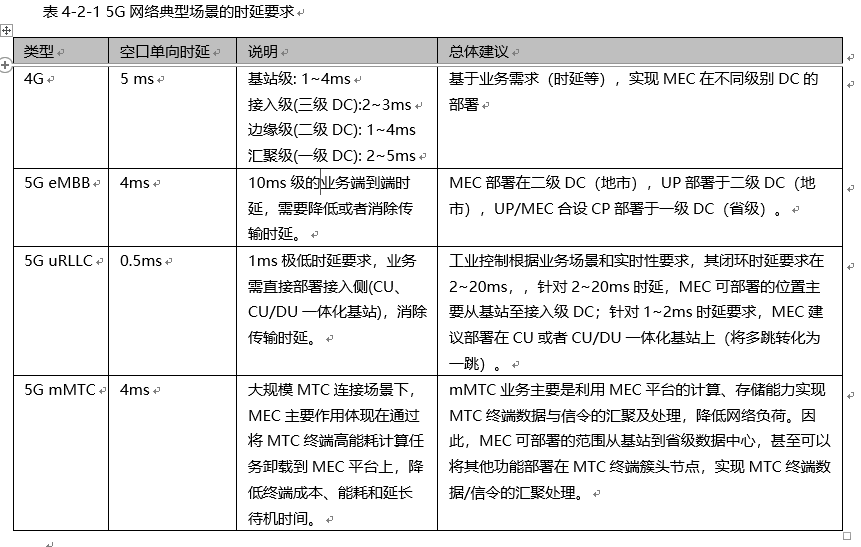 表 4-2-1 5G 网络典型场景的时延要求
类型
空口单向时延
说明
总体建议
4G
5 ms
基站级: 1~4ms
接入级(三级 DC):2~3ms
边缘级(二级 DC): 1~4ms
汇聚级(一级 DC): 2~5ms
基于业务需求（时延等），实现 MEC 在不同级别 DC 的
部署
5G eMBB
4ms
10ms 级的业务端到端时
延，需要降低或者消除传
输时延。
MEC 部署在二级 DC（地市），UP 部署于二级 DC（地
市），UP/MEC 合设 CP 部署于一级 DC（省级）。
5G uRLLC
0.5ms
1ms 极低时延要求，业务
需直接部署接入侧(CU、
CU/DU 一体化基站)，消除
传输时延。
工业控制根据业务场景和实时性要求，其闭环时延要求在
2~20ms，，针对 2~20ms 时延，MEC 可部署的位置主
要从基站至接入级 DC；针对 1~2ms 时延要求，MEC 建
议部署在 CU 或者 CU/DU 一体化基站上（将多跳转化为
一跳）。
5G mMTC
4ms
大规模 MTC 连接场景下，
MEC 主要作用体现在通过
将 MTC 终端高能耗计算任
务卸载到 MEC 平台上，降
低终端成本、能耗和延长
待机时间。
mMTC 业务主要是利用 MEC 平台的计算、存储能力实现
MTC 终端数据与信令的汇聚及处理，降低网络负荷。因
此，MEC 可部署的范围从基站到省级数据中心，甚至可以
将其他功能部署在 MTC 终端簇头节点，实现 MTC 终端数
据/信令的汇聚处理。